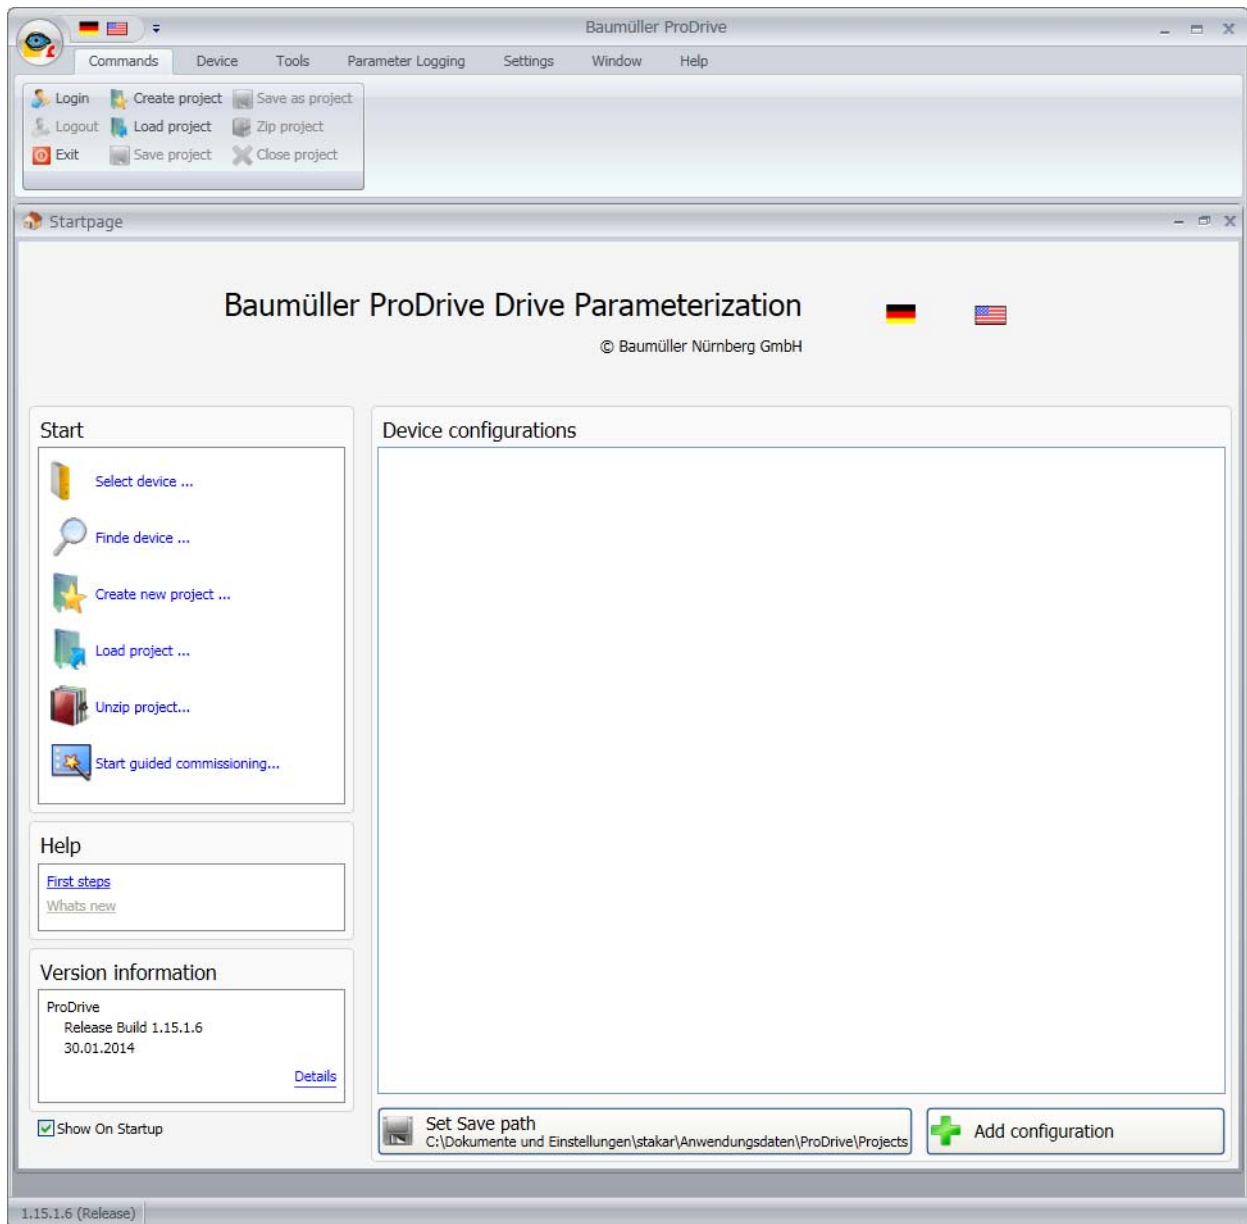 Baumüller ProDrive
Commands Device Tools Parameter Logging Settings Window Help
Login Create project Save as project
Logout Load project Zip project
Exit Save project Close project
Startpage
Baumüller ProDrive Drive Parameterization
© Baumüller Nürnberg GmbH
Start
Select device ...
Finde device ...
Create new project ...
Load project ...
Unzip project...
Start guided commissioning...
Help
First steps
Whats new
Version information
ProDrive
Release Build 1.15.1.6
30.01.2014
Details
Show On Startup
Device configurations
Set Save path
C:\Dokumente und Einstellungen\stakar\Anwendungsdaten\ProDrive\Projects
Add configuration
1.15.1.6 (Release)